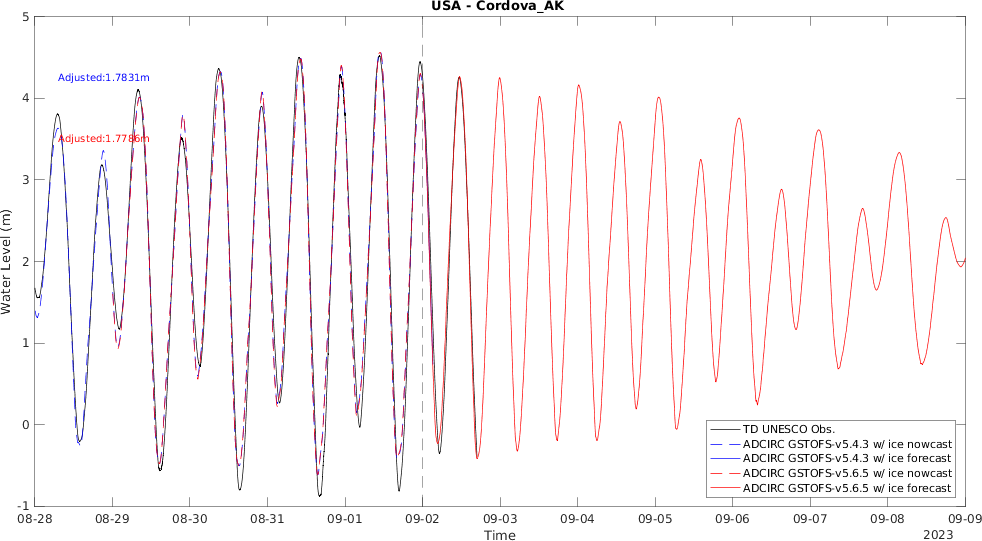 USA - Cordova_AK
5
4
3
2
1
0
-1
Water Level (m)
Adjusted:1.7831m
Adjusted:1.7786m
TD UNESCO Obs.
ADCIRC GSTOFS-v5.4.3 w/ ice nowcast
ADCIRC GSTOFS-v5.4.3 w/ ice forecast
ADCIRC GSTOFS-v5.6.5 w/ ice nowcast
ADCIRC GSTOFS-v5.6.5 w/ ice forecast
08-28 08-29 08-30 08-31 09-01 09-02 09-03 09-04 09-05 09-06 09-07 09-08 09-09
Time
2023